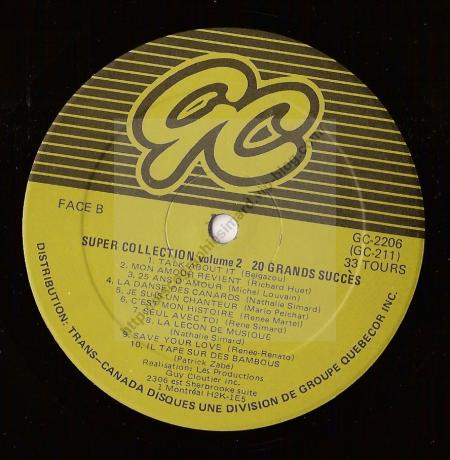 GC
FACE B
GC-2206
(GC-211)
33 TOURS
SUPER COLLECTION volume 2 20 GRANDS SUCCÈS
1. TALK ABOUT IT (Belgazou)
2. MON AMOUR REVIENT (Richard Huet)
3. 25 ANS D'AMOUR (Michel Louvain)
4. LA DANSE DES CANARDS (Nathalie Simard)
5. JE SUIS UN CHANTEUR (Mario Pelchat)
6. C'EST MON HISTOIRE (Renée Martel)
7. SEUL AVEC TOI (René Simard)
8. LA LECON DE MUSIQUE
(Nathalie Simard)
9. SAVE YOUR LOVE (Renee-Renato)
10. IL TAPE SUR DES BAMBOUS
(Patrick Zabé)
Réalisation: Les Productions
Guy Cloutier Inc.
2306 est Sherbrooke suite
1 Montréal H2K-1E5
DISTRIBUTION: TRANS-CANADA DISQUES UNE DIVISION DE GROUPE QUEBECOR INC.